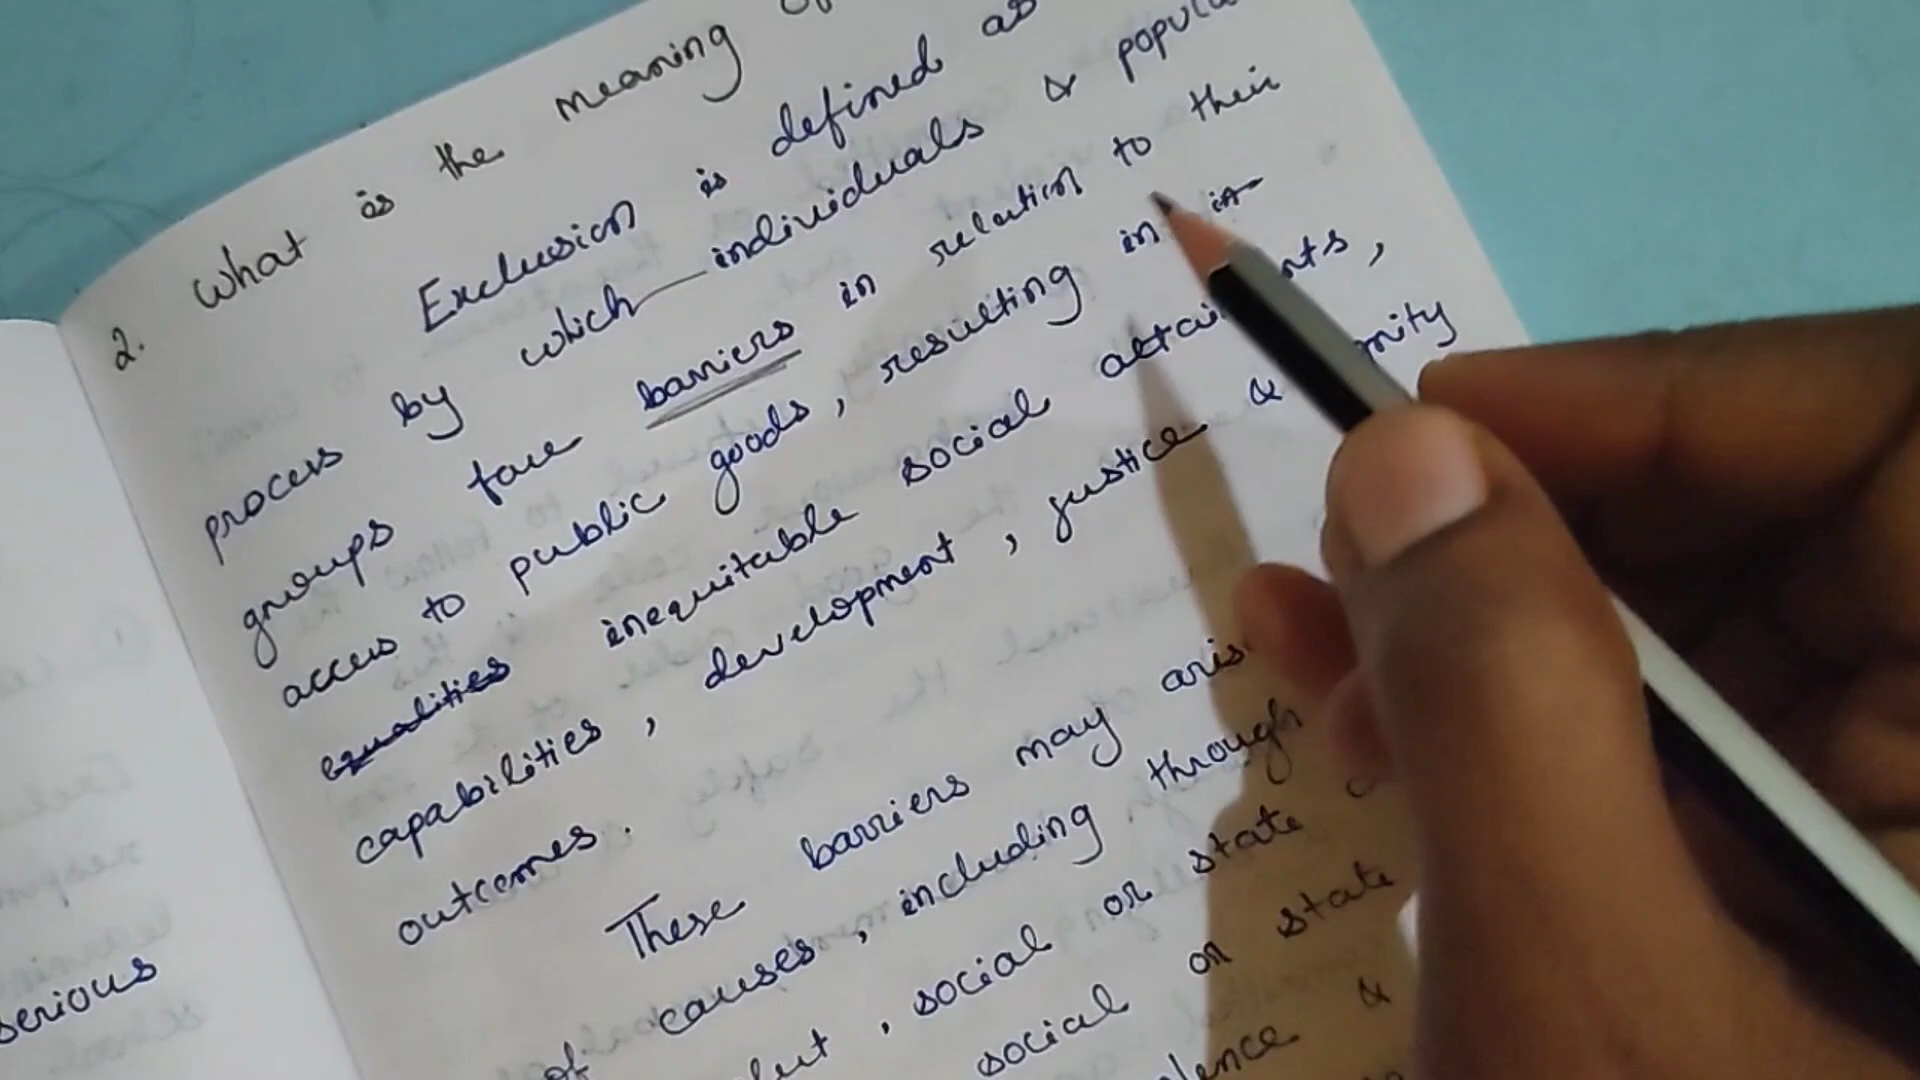 2. What is the meaning
Exclusion is defined as
process by which individuals &
groups face barriers in relation to their
access to public goods, resulting in in
equalities inequitable social
capabilities, development, justice &
outcomes.
These barriers may
of causes, including through
social or state
social or state
&
serious